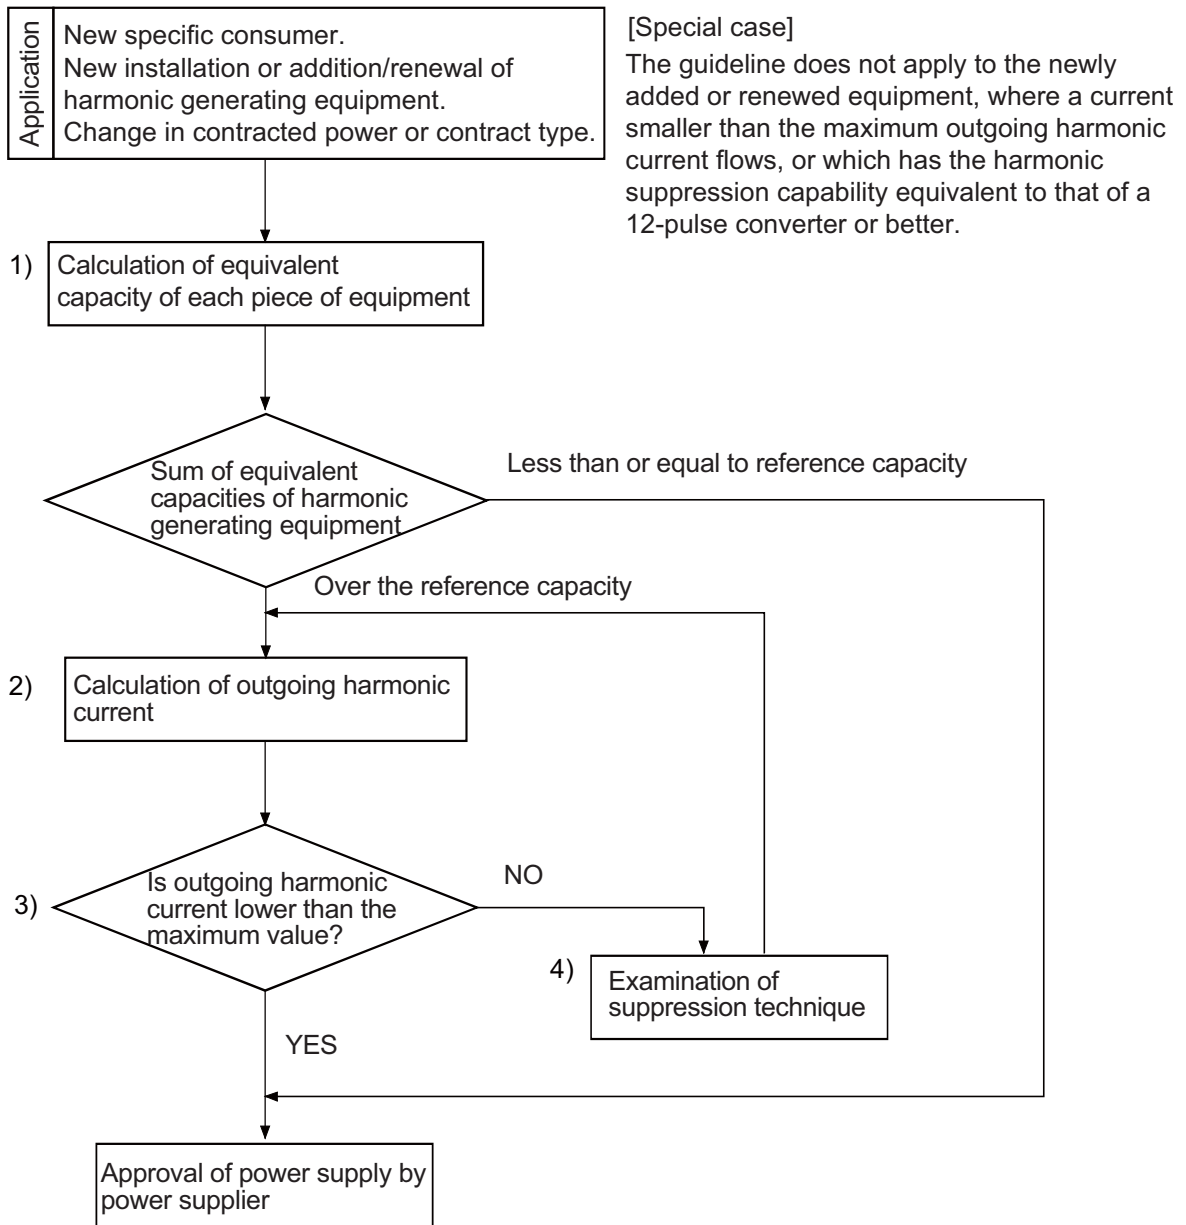 Application
New specific consumer.
New installation or addition/renewal of
harmonic generating equipment.
Change in contracted power or contract type.
[Special case]
The guideline does not apply to the newly
added or renewed equipment, where a current
smaller than the maximum outgoing harmonic
current flows, or which has the harmonic
suppression capability equivalent to that of a
12-pulse converter or better.
1)
Calculation of equivalent
capacity of each piece of equipment
Sum of equivalent
capacities of harmonic
generating equipment
Less than or equal to reference capacity
Over the reference capacity
2)
Calculation of outgoing harmonic
current
3)
Is outgoing harmonic
current lower than the
maximum value?
NO
4)
Examination of
suppression technique
YES
Approval of power supply by
power supplier